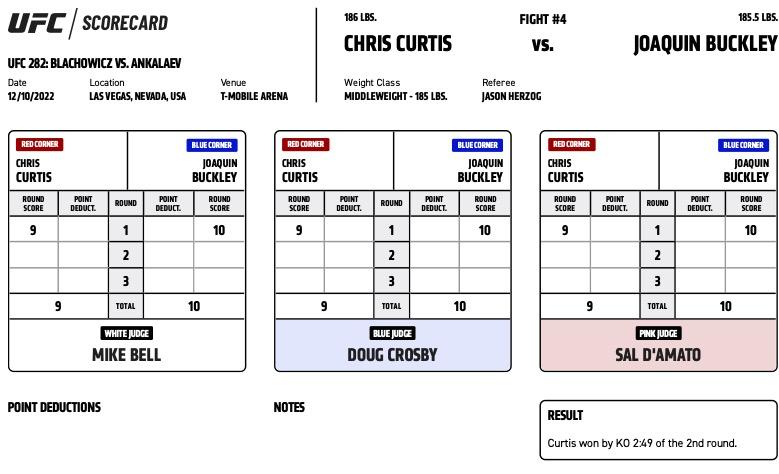 UFC / SCORECARD
UFC 282: BLACHOWICZ VS. ANKALAEV
Date Location Venue
12/10/2022 LAS VEGAS, NEVADA, USA T-MOBILE ARENA
186 LBS. FIGHT #4 185.5 LBS.
CHRIS CURTIS vs. JOAQUIN BUCKLEY
Weight Class Referee
MIDDLEWEIGHT - 185 LBS. JASON HERZOG
RED CORNER BLUE CORNER
CHRIS JOAQUIN
CURTIS BUCKLEY
ROUND SCORE POINT DEDUCT. ROUND POINT DEDUCT. ROUND SCORE
9 1 10
2
3
9 TOTAL 10
WHITE JUDGE
MIKE BELL
RED CORNER BLUE CORNER
CHRIS JOAQUIN
CURTIS BUCKLEY
ROUND SCORE POINT DEDUCT. ROUND POINT DEDUCT. ROUND SCORE
9 1 10
2
3
9 TOTAL 10
BLUE JUDGE
DOUG CROSBY
RED CORNER BLUE CORNER
CHRIS JOAQUIN
CURTIS BUCKLEY
ROUND SCORE POINT DEDUCT. ROUND POINT DEDUCT. ROUND SCORE
9 1 10
2
3
9 TOTAL 10
PINK JUDGE
SAL D'AMATO
POINT DEDUCTIONS
NOTES
RESULT
Curtis won by KO 2:49 of the 2nd round.